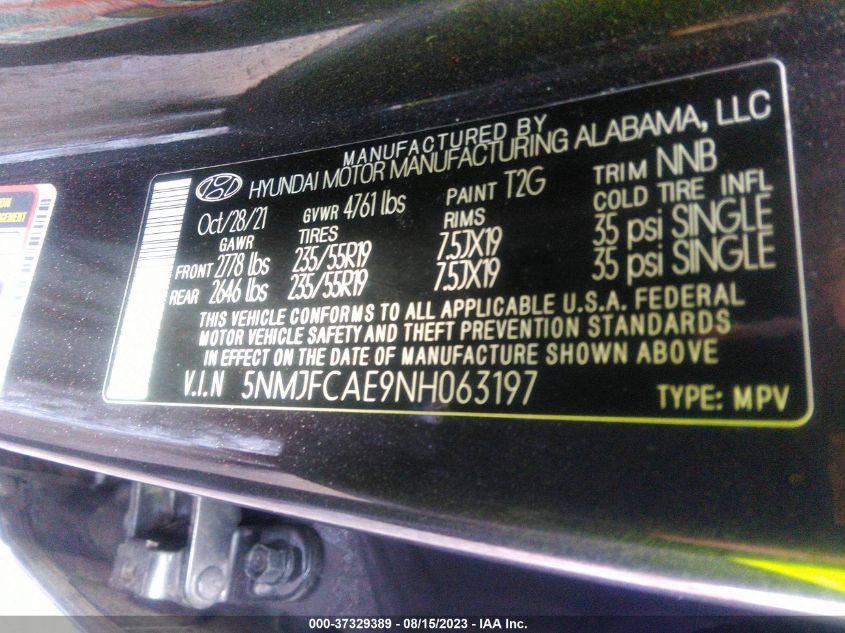 MANUFACTURED BY
HYUNDAI MOTOR MANUFACTURING ALABAMA, LLC
Oct/28/21 GVWR 4761 lbs PAINT T2G TRIM NNB
GAWR TIRES RIMS COLD TIRE INFL
FRONT 2778 lbs 235/55R19 7.5JX19 35 psi SINGLE
REAR 2646 lbs 235/55R19 7.5JX19 35 psi SINGLE
THIS VEHICLE CONFORMS TO ALL APPLICABLE U.S.A. FEDERAL
MOTOR VEHICLE SAFETY AND THEFT PREVENTION STANDARDS
IN EFFECT ON THE DATE OF MANUFACTURE SHOWN ABOVE
V.I.N 5NMJFCAE9NH063197 TYPE: MPV
000-37329389 - 08/15/2023 - IAA Inc.